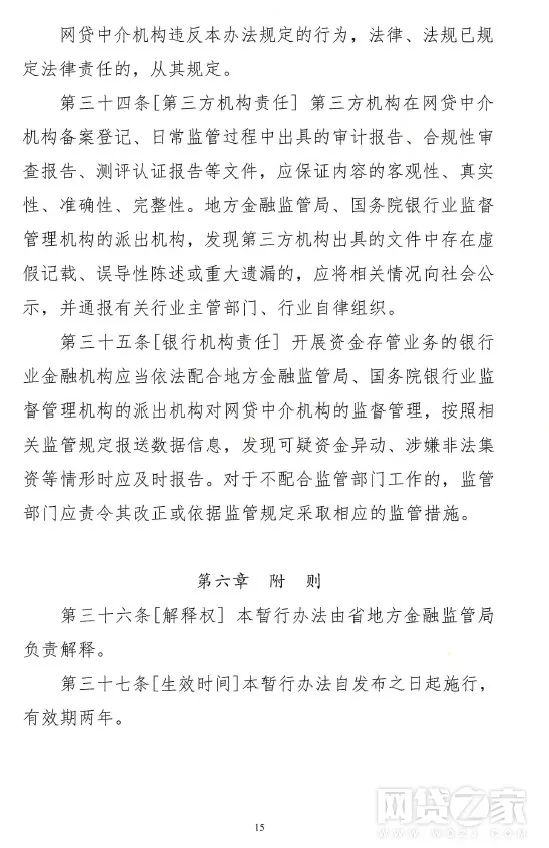 网贷中介机构违反本办法规定的行为，法律、法规已规
定法律责任的，从其规定。
第三十四条[第三方机构责任] 第三方机构在网贷中介
机构备案登记、日常监管过程中出具的审计报告、合规性审
查报告、测评认证报告等文件，应保证内容的客观性、真实
性、准确性、完整性。地方金融监管局、国务院银行业监督
管理机构的派出机构，发现第三方机构出具的文件中存在虚
假记载、误导性陈述或重大遗漏的，应将相关情况向社会公
示，并通报有关行业主管部门、行业自律组织。
第三十五条[银行机构责任] 开展资金存管业务的银行
业金融机构应当依法配合地方金融监管局、国务院银行业监
督管理机构的派出机构对网贷中介机构的监督管理，按照相
关监管规定报送数据信息，发现可疑资金异动、涉嫌非法集
资等情形时应及时报告。对于不配合监管部门工作的，监管
部门应责令其改正或依据监管规定采取相应的监管措施。
第六章 附 则
第三十六条[解释权] 本暂行办法由省地方金融监管局
负责解释。
第三十七条[生效时间]本暂行办法自发布之日起施行，
有效期两年。
15
网贷之家
WWW.WDZJ.COM